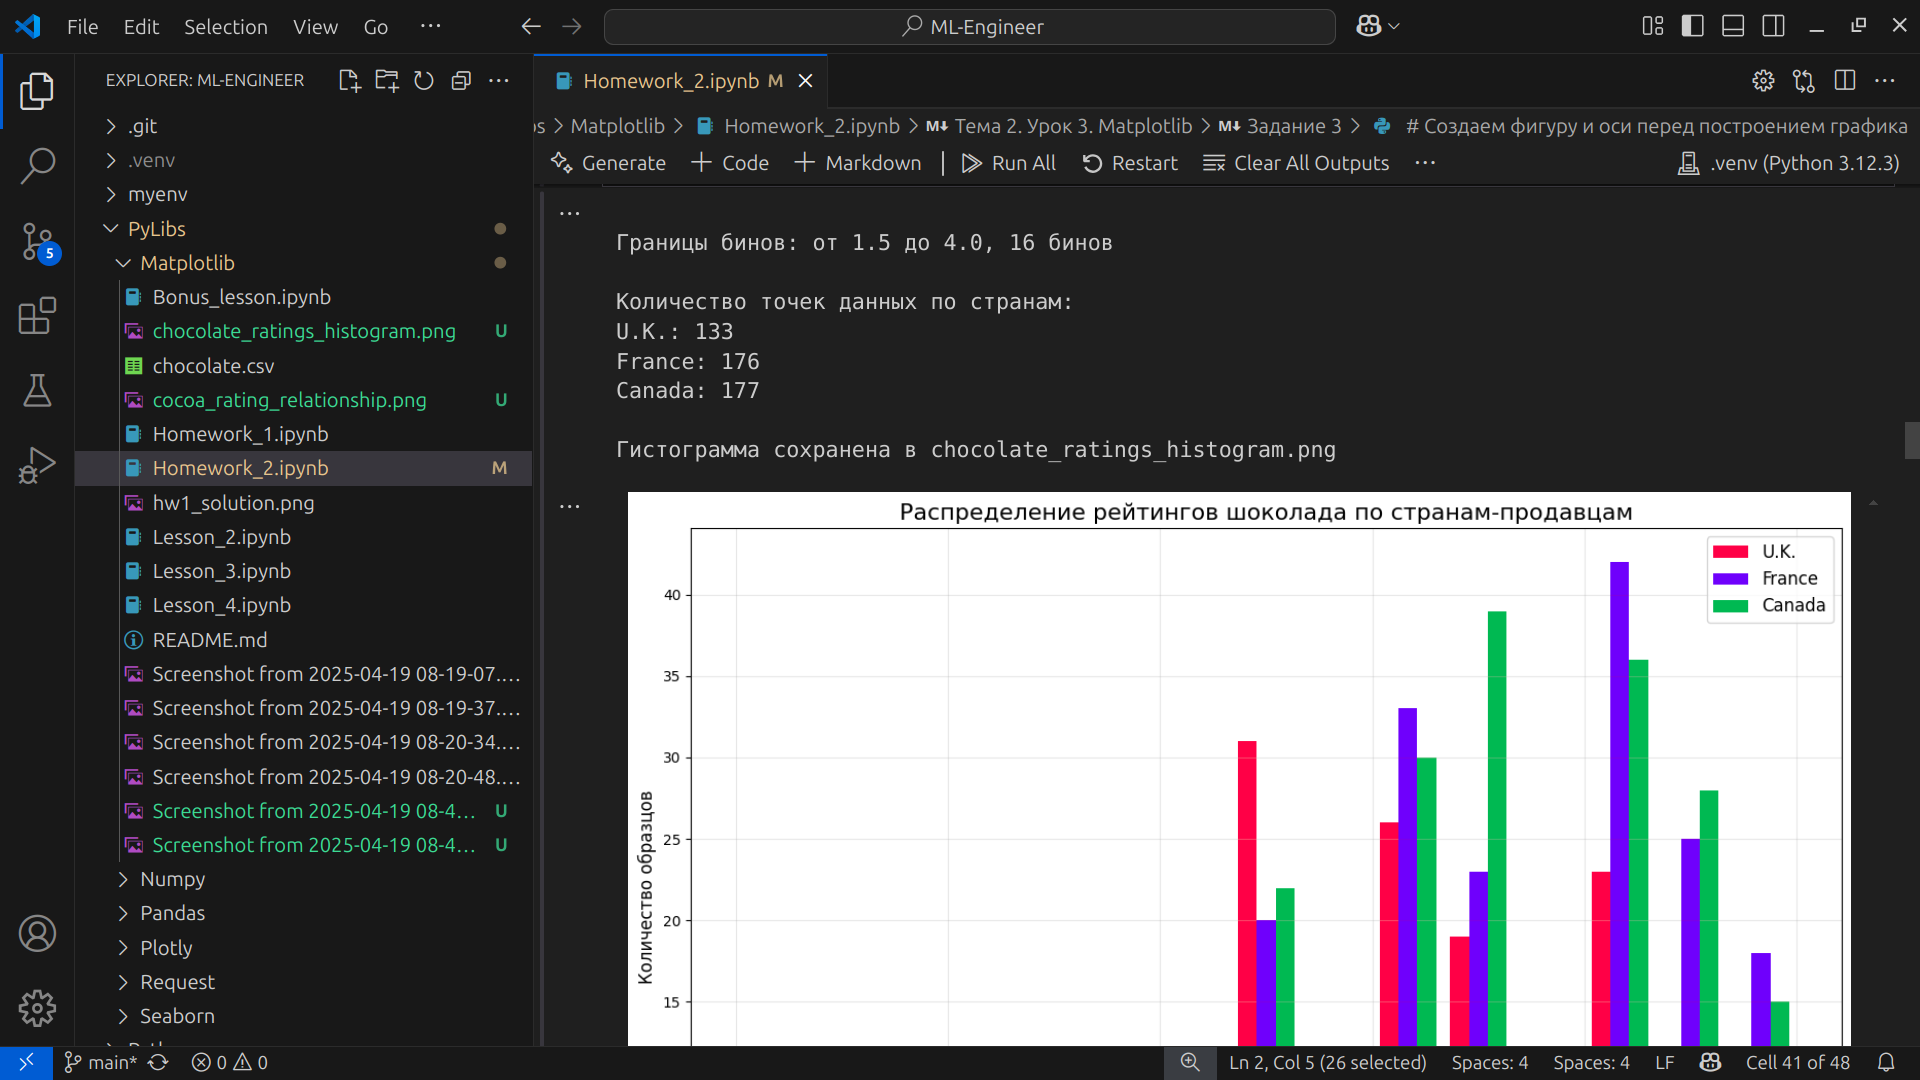 File Edit Selection View Go ···
ML-Engineer
EXPLORER: ML-ENGINEER
.git
.venv
myenv
PyLibs
Matplotlib
Bonus_lesson.ipynb
chocolate_ratings_histogram.png U
chocolate.csv
cocoa_rating_relationship.png U
Homework_1.ipynb
Homework_2.ipynb M
hw1_solution.png
Lesson_2.ipynb
Lesson_3.ipynb
Lesson_4.ipynb
README.md
Screenshot from 2025-04-19 08-19-07....
Screenshot from 2025-04-19 08-19-37....
Screenshot from 2025-04-19 08-20-34....
Screenshot from 2025-04-19 08-20-48....
Screenshot from 2025-04-19 08-4... U
Screenshot from 2025-04-19 08-4... U
Numpy
Pandas
Plotly
Request
Seaborn
Homework_2.ipynb M
Matplotlib > Homework_2.ipynb > M↓ Тема 2. Урок 3. Matplotlib > M↓ Задание 3 > # Создаем фигуру и оси перед построением графика
Generate + Code + Markdown | Run All Restart Clear All Outputs ··· .venv (Python 3.12.3)
Границы бинов: от 1.5 до 4.0, 16 бинов
Количество точек данных по странам:
U.K.: 133
France: 176
Canada: 177
Гистограмма сохранена в chocolate_ratings_histogram.png
Распределение рейтингов шоколада по странам-продавцам
U.K.
France
Canada
40
35
30
25
20
15
Количество образцов
5
main* 0 0
Ln 2, Col 5 (26 selected) Spaces: 4 Spaces: 4 LF Cell 41 of 48